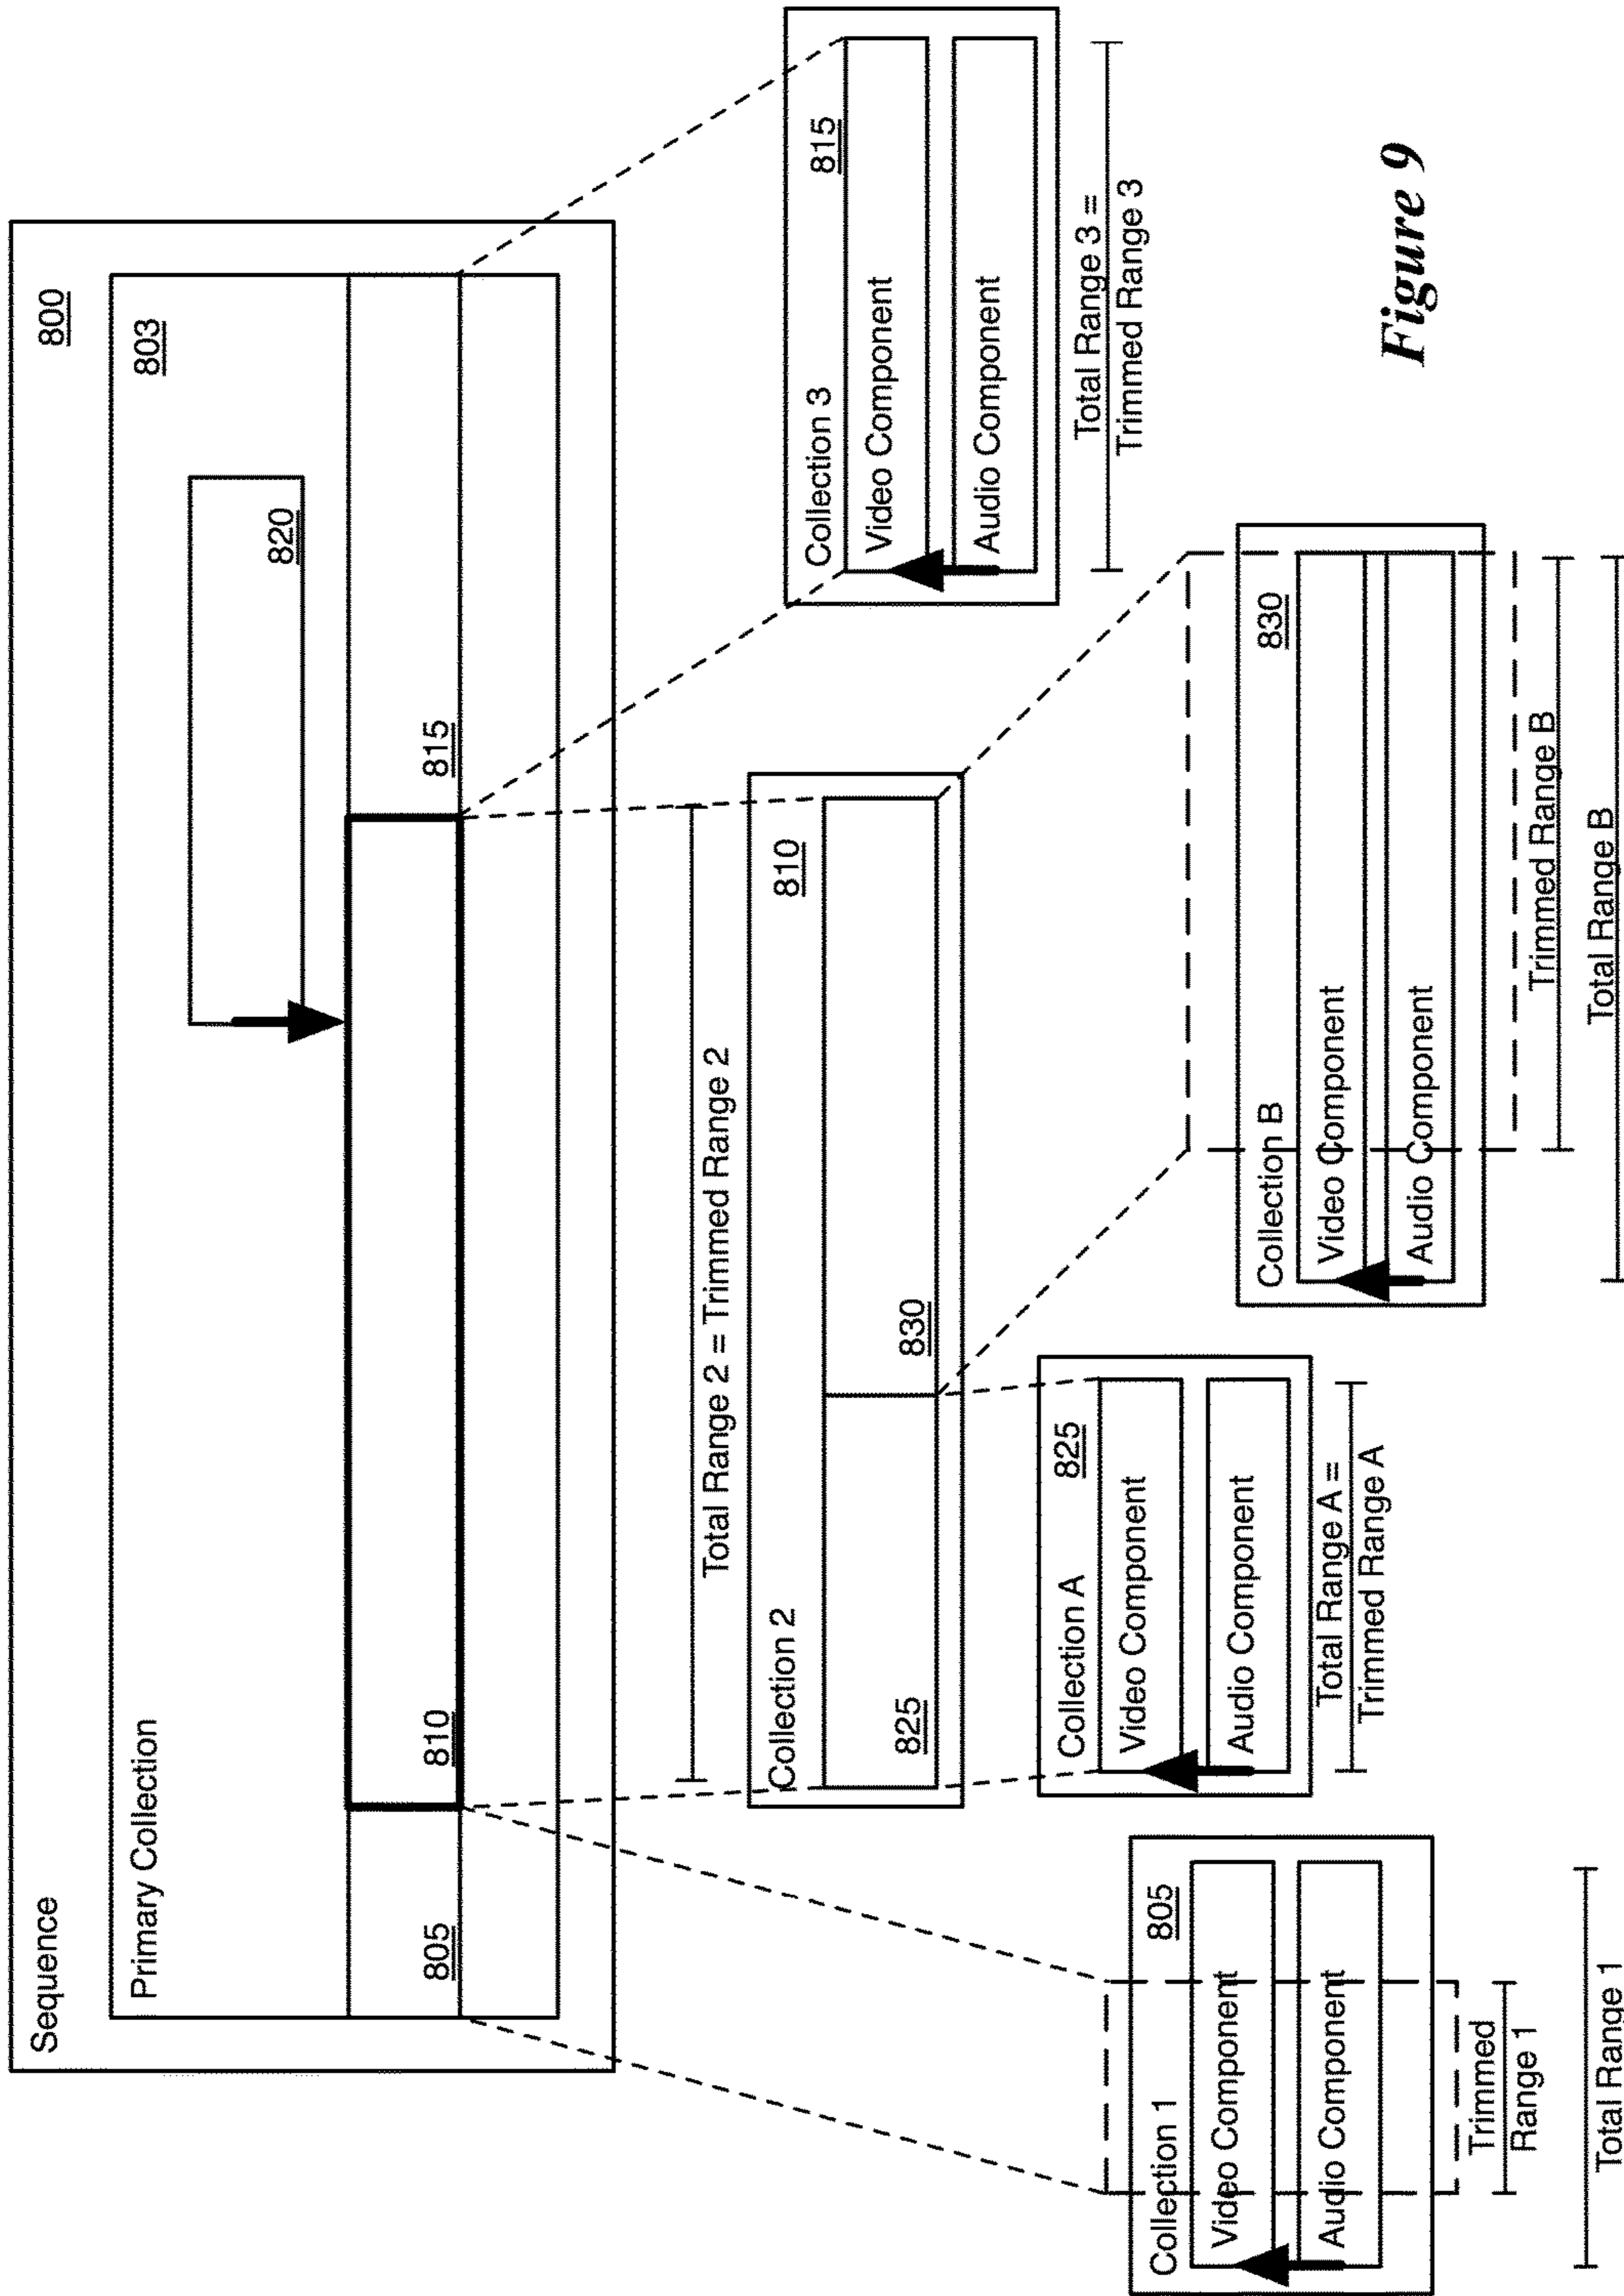 Sequence
800
Primary Collection
803
820
805
810
815
Total Range 2 = Trimmed Range 2
Collection 2
810
825
830
Collection 3
815
Video Component
Audio Component
Total Range 3 =
Trimmed Range 3
Collection A
825
Video Component
Audio Component
Total Range A =
Trimmed Range A
Collection 1
805
Video Component
Audio Component
Trimmed
Range 1
Total Range 1
Collection B
830
Video Component
Audio Component
Trimmed Range B
Total Range B
Figure 9